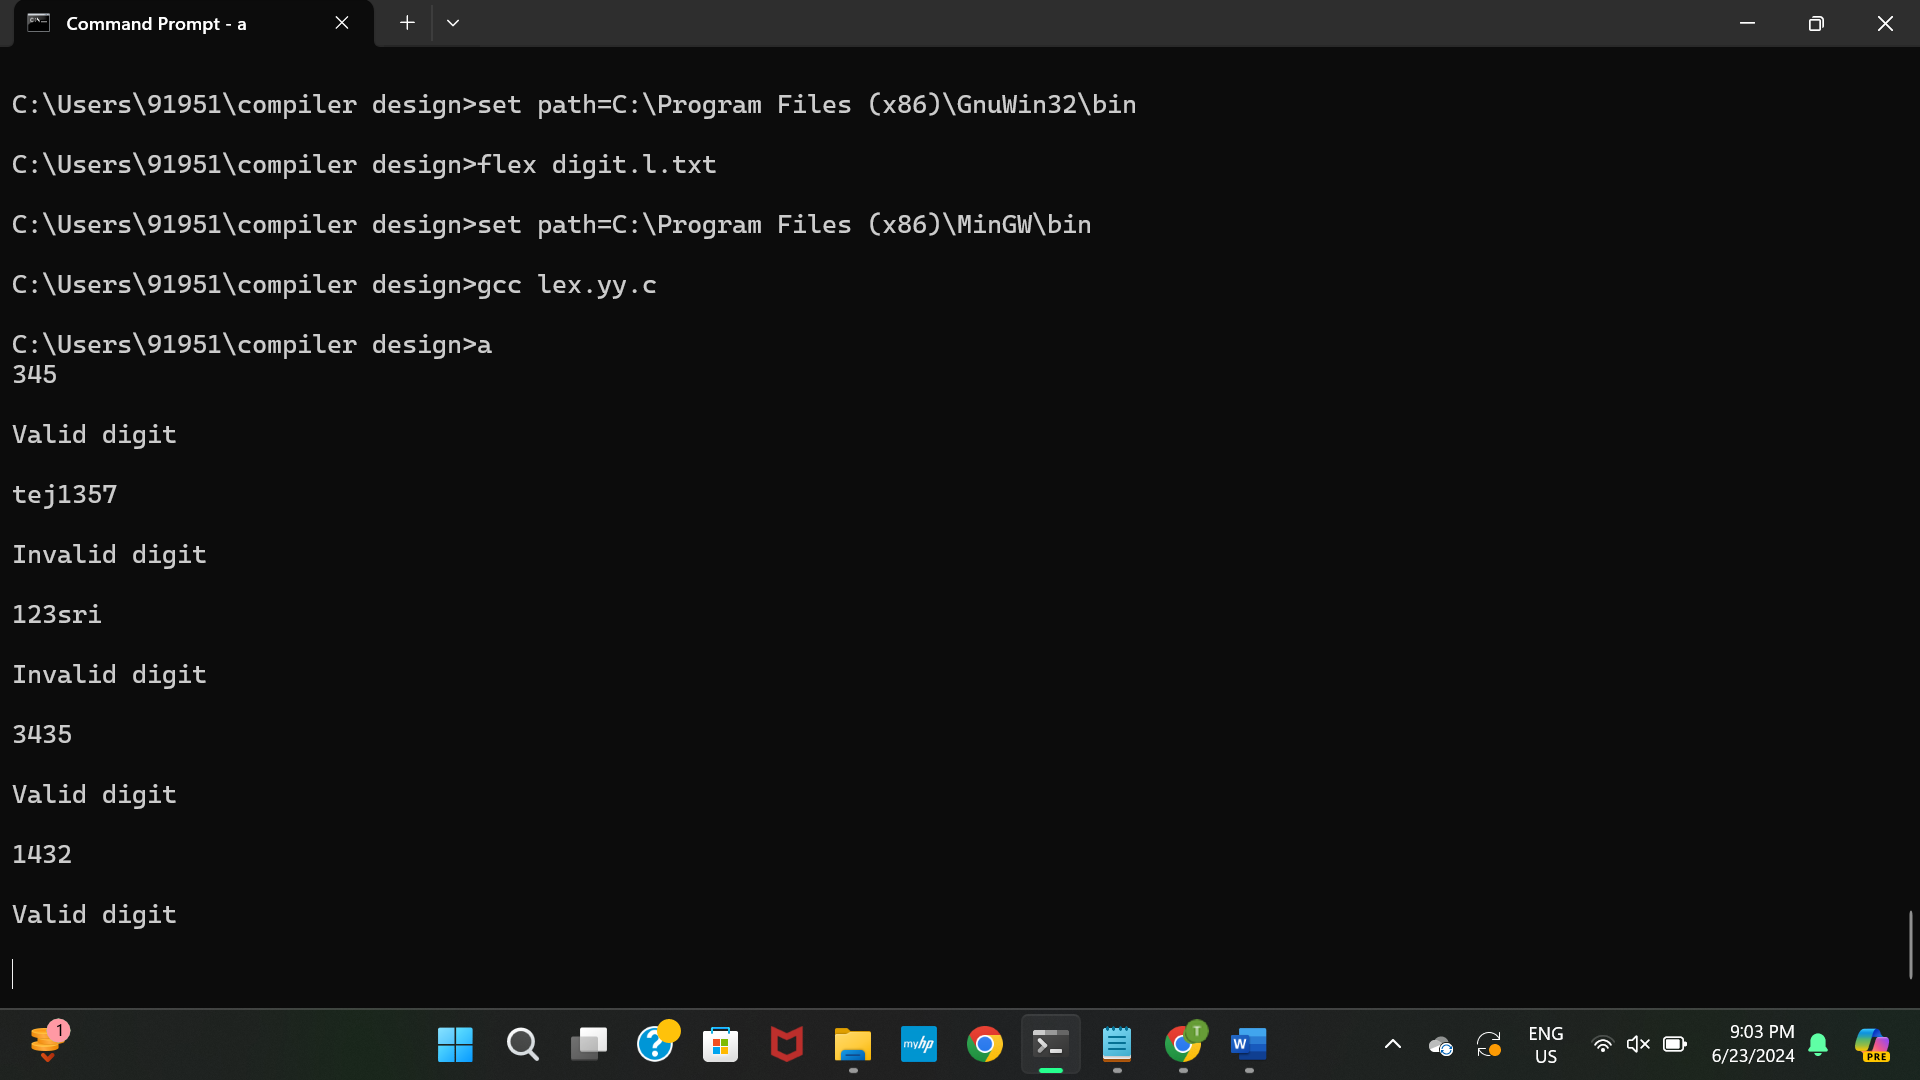 Command Prompt - a
C:\Users\91951\compiler design>set path=C:\Program Files (x86)\GnuWin32\bin
C:\Users\91951\compiler design>flex digit.l.txt
C:\Users\91951\compiler design>set path=C:\Program Files (x86)\MinGW\bin
C:\Users\91951\compiler design>gcc lex.yy.c
C:\Users\91951\compiler design>a
345
Valid digit
tej1357
Invalid digit
123sri
Invalid digit
3435
Valid digit
1432
Valid digit
1
?
myhp
T
W
ENG
US
9:03 PM
6/23/2024
PRE